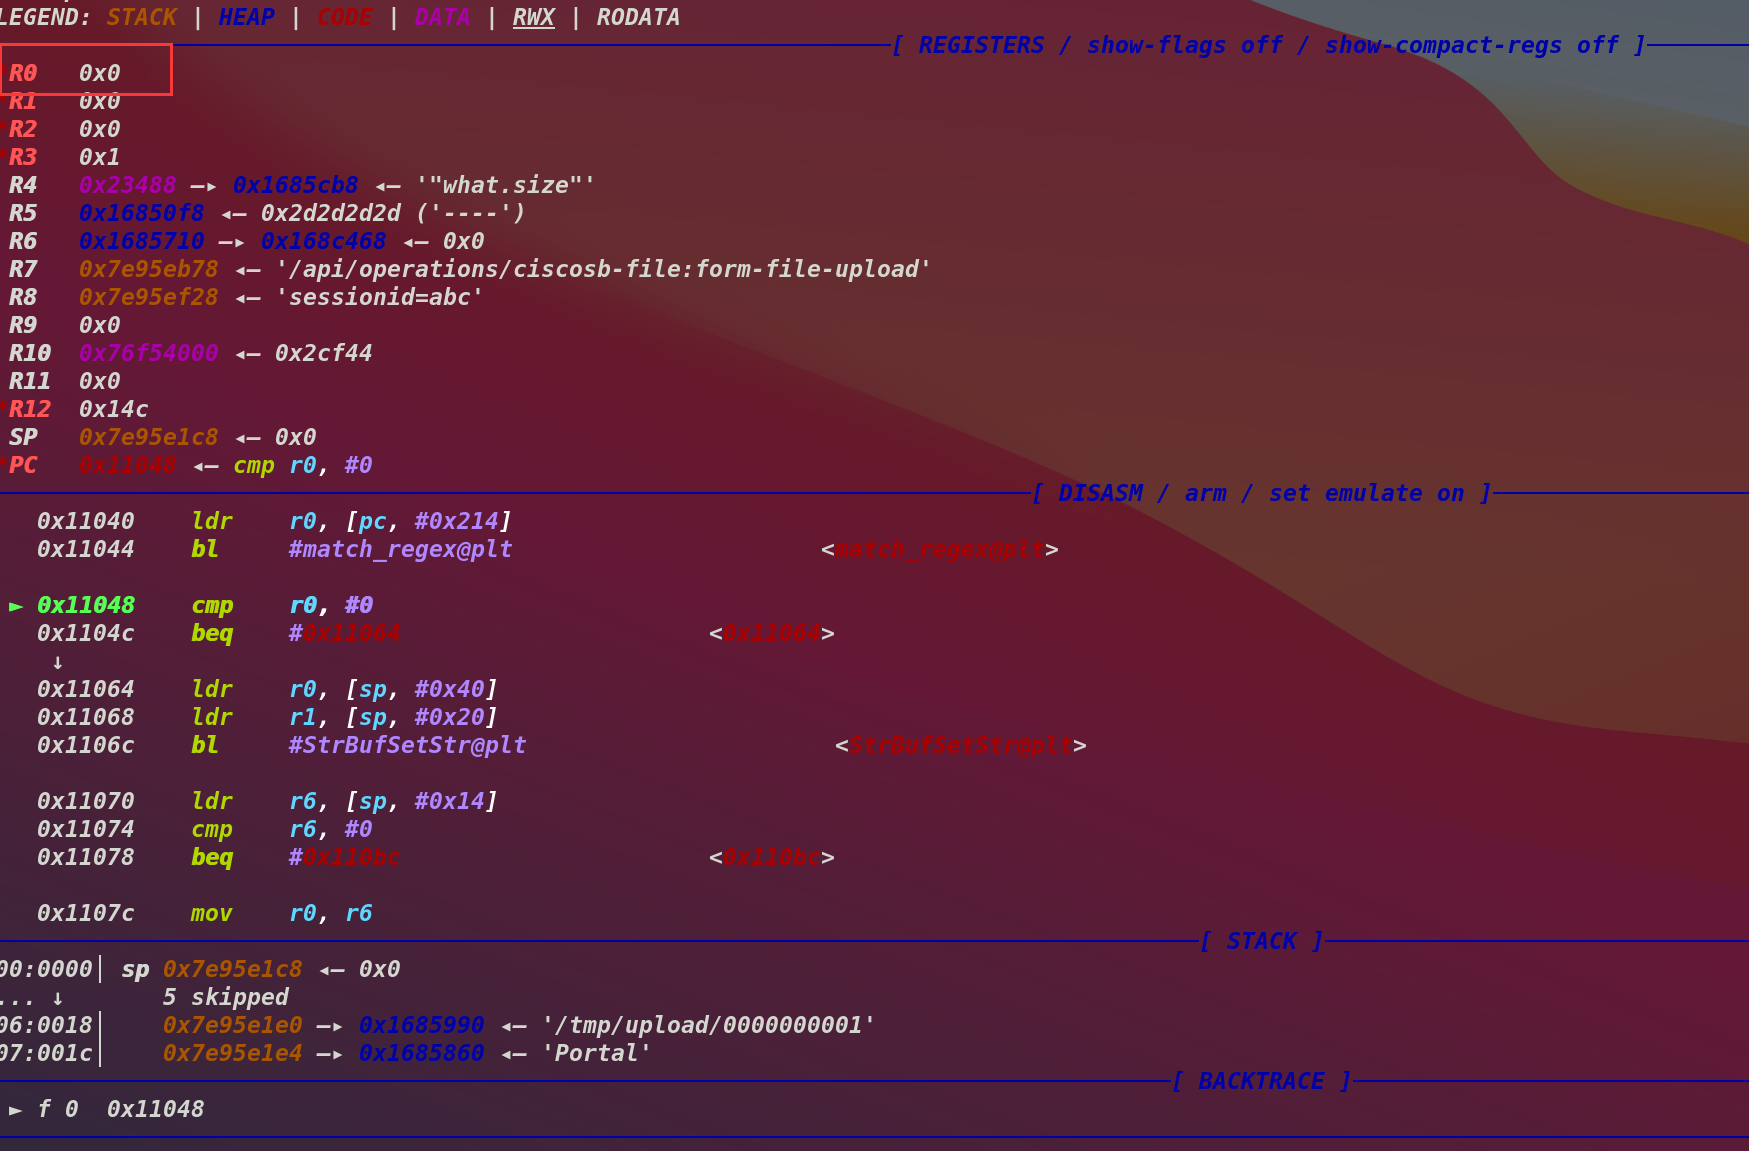 LEGEND: STACK | HEAP | CODE | DATA | RWX | RODATA
[ REGISTERS / show-flags off / show-compact-regs off ]
R0 0x0
R1 0x0
*R2 0x0
*R3 0x1
R4 0x23488 —▸ 0x1685cb8 ◂— '"what.size"'
R5 0x16850f8 ◂— 0x2d2d2d2d ('----')
R6 0x1685710 —▸ 0x168c468 ◂— 0x0
R7 0x7e95eb78 ◂— '/api/operations/ciscosb-file:form-file-upload'
R8 0x7e95ef28 ◂— 'sessionid=abc'
R9 0x0
R10 0x76f54000 ◂— 0x2cf44
R11 0x0
*R12 0x14c
SP 0x7e95e1c8 ◂— 0x0
*PC 0x11048 ◂— cmp r0, #0
[ DISASM / arm / set emulate on ]
0x11040 ldr r0, [pc, #0x214]
0x11044 bl #match_regex@plt <match_regex@plt>
► 0x11048 cmp r0, #0
0x1104c beq #0x11064 <0x11064>
↓
0x11064 ldr r0, [sp, #0x40]
0x11068 ldr r1, [sp, #0x20]
0x1106c bl #StrBufSetStr@plt <StrBufSetStr@plt>
0x11070 ldr r6, [sp, #0x14]
0x11074 cmp r6, #0
0x11078 beq #0x110bc <0x110bc>
0x1107c mov r0, r6
[ STACK ]
00:0000│ sp 0x7e95e1c8 ◂— 0x0
... ↓ 5 skipped
06:0018│ 0x7e95e1e0 —▸ 0x1685990 ◂— '/tmp/upload/0000000001'
07:001c│ 0x7e95e1e4 —▸ 0x1685860 ◂— 'Portal'
[ BACKTRACE ]
► f 0 0x11048